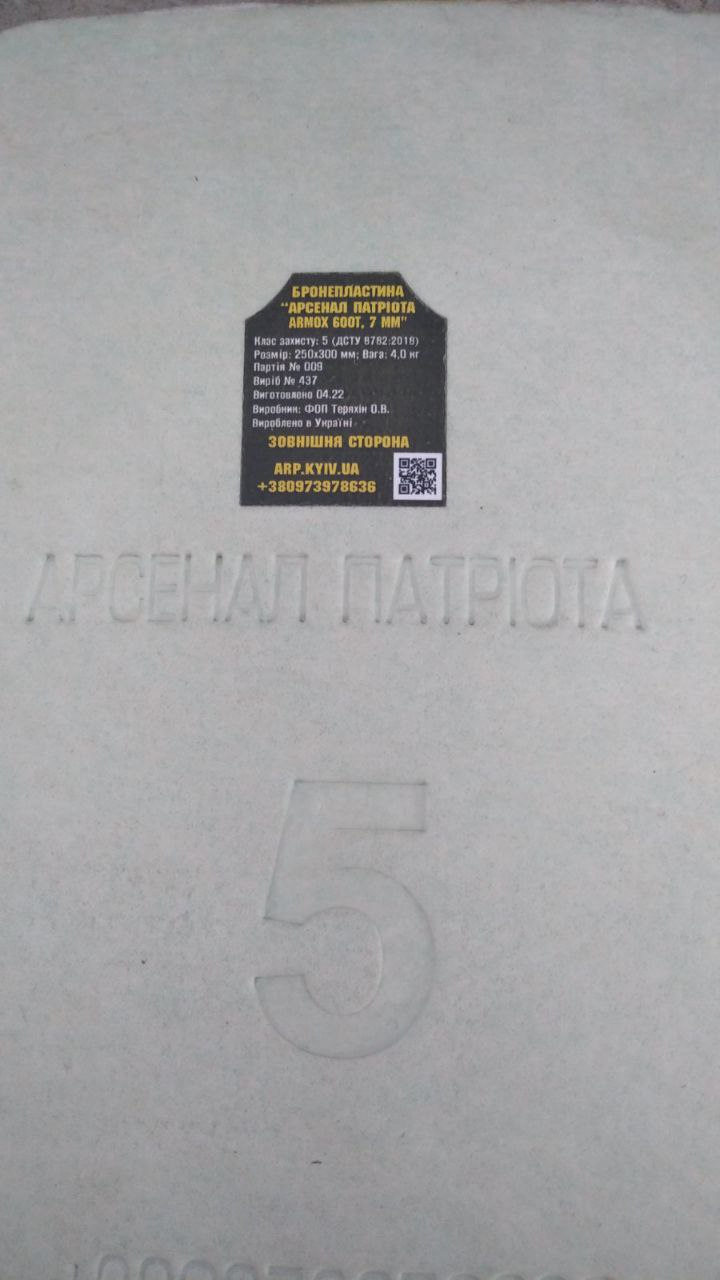 БРОНЕПЛАСТИНА
"АРСЕНАЛ ПАТРІОТА
ARMOX 600T, 7 ММ"
Клас захисту: 5 (ДСТУ 8782:2018)
Розмір: 250х300 мм; Вага: 4,0 кг
Партія № 009
Виріб № 437
Виготовлено 04.22
Виробник: ФОП Теряхін О.В.
Вироблено в Україні
ЗОВНІШНЯ СТОРОНА
ARP.KYIV.UA
+380973978636
АРСЕНАЛ ПАТРІОТА
5